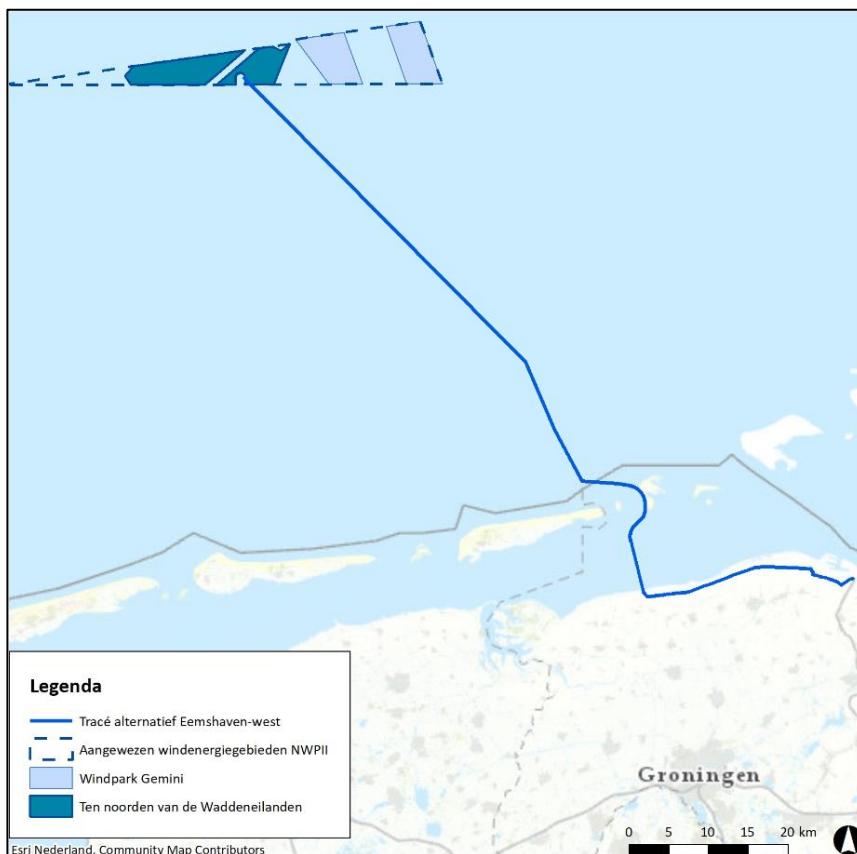 Legenda
Tracé alternatief Eemshaven-west
Aangewezen windenergiegebieden NWPII
Windpark Gemini
Ten noorden van de Waddeneilanden
Groningen
0 5 10 15 20 km
Esri Nederland, Community Map Contributors